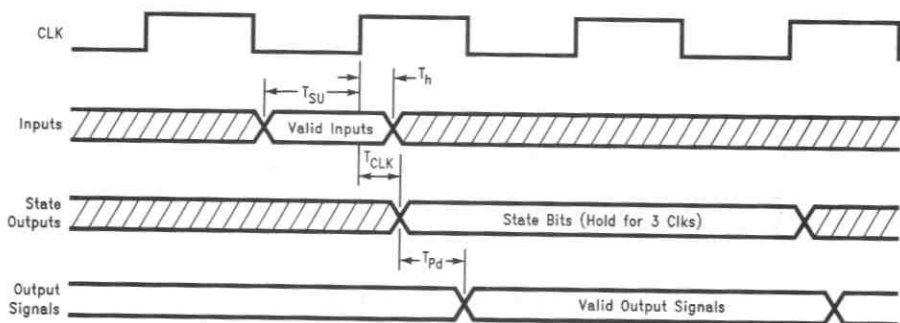 CLK
T_h
T_SU
Inputs
Valid Inputs
T_CLK
State
Outputs
State Bits (Hold for 3 Clks)
T_Pd
Output
Signals
Valid Output Signals